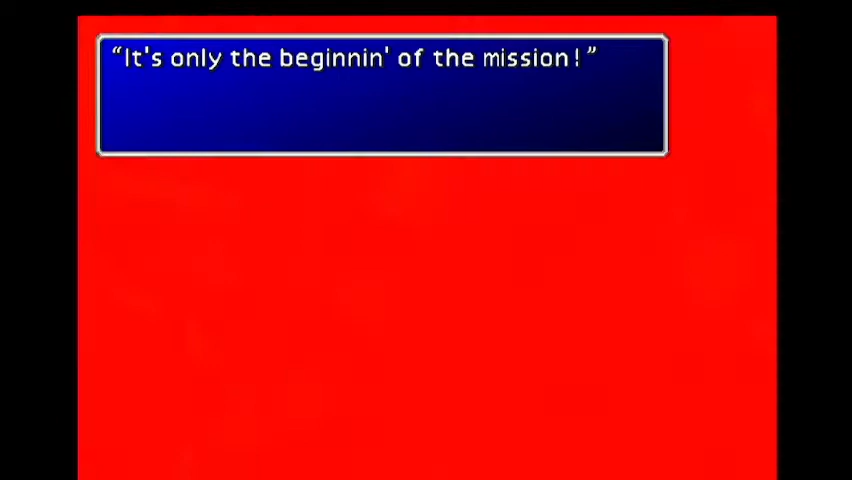 “It's only the beginnin' of the mission!”